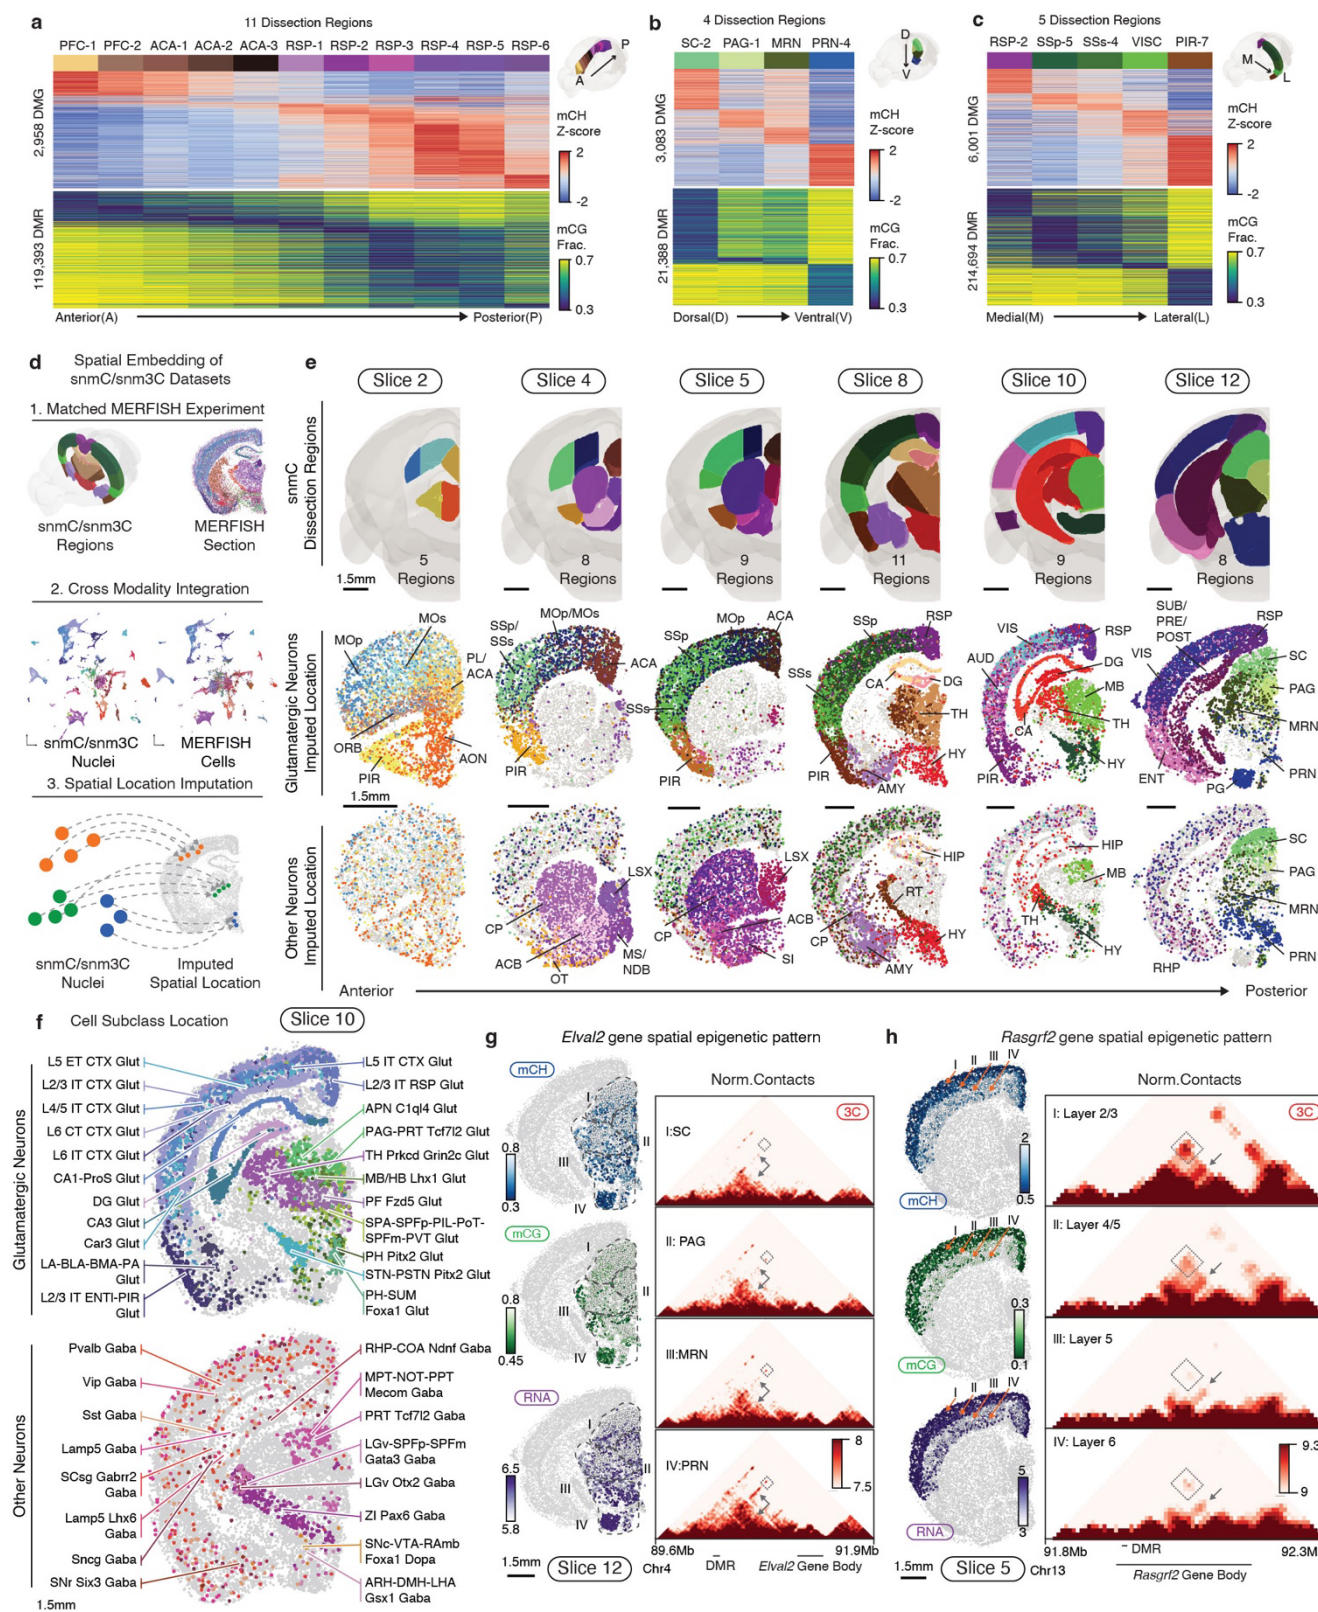 a
11 Dissection Regions
PFC-1 PFC-2 ACA-1 ACA-2 ACA-3 RSP-1 RSP-2 RSP-3 RSP-4 RSP-5 RSP-6
2,958 DMG
119,393 DMR
Anterior(A)
Posterior(P)
P
A
mCH
Z-score
2
-2
mCG
Frac.
0.7
0.3
b
4 Dissection Regions
SC-2 PAG-1 MRN PRN-4
3,083 DMG
21,388 DMR
Dorsal(D)
Ventral(V)
D
V
mCH
Z-score
2
-2
mCG
Frac.
0.7
0.3
c
5 Dissection Regions
RSP-2 SSp-5 SSs-4 VISC PIR-7
6,001 DMG
214,694 DMR
Medial(M)
Lateral(L)
M
L
mCH
Z-score
2
-2
mCG
Frac.
0.7
0.3
d
Spatial Embedding of
snmC/snm3C Datasets
1. Matched MERFISH Experiment
snmC/snm3C
Regions
MERFISH
Section
2. Cross Modality Integration
snmC/snm3C
Nuclei
MERFISH
Cells
3. Spatial Location Imputation
snmC/snm3C
Nuclei
Imputed
Spatial Location
e
Slice 2
Slice 4
Slice 5
Slice 8
Slice 10
Slice 12
snmC
Dissection Regions
5
Regions
8
Regions
9
Regions
11
Regions
9
Regions
8
Regions
1.5mm
Glutamatergic Neurons
Imputed Location
MOp
MOs
PL/
ACA
ORB
PIR
AON
1.5mm
SSp/
SSs
MOp/MOs
ACA
PIR
SSp
MOp
ACA
SSs
PIR
SSp
RSP
SSs
CA
DG
TH
PIR
AMY
HY
VIS
RSP
AUD
DG
MB
TH
CA
HY
PIR
SUB/
PRE/
POST
RSP
VIS
SC
PAG
MRN
ENT
PG
PRN
Other Neurons
Imputed Location
CP
LSX
ACB
OT
MS/
NDB
CP
LSX
ACB
SI
HIP
RT
CP
HY
AMY
HIP
MB
TH
HY
SC
PAG
MRN
RHP
PRN
Anterior
Posterior
f
Cell Subclass Location
Slice 10
Glutamatergic Neurons
L5 ET CTX Glut
L2/3 IT CTX Glut
L4/5 IT CTX Glut
L6 CT CTX Glut
L6 IT CTX Glut
CA1-ProS Glut
DG Glut
CA3 Glut
Car3 Glut
LA-BLA-BMA-PA
Glut
L2/3 IT ENTl-PIR
Glut
L5 IT CTX Glut
L2/3 IT RSP Glut
APN C1ql4 Glut
PAG-PRT Tcf7l2 Glut
TH Prkcd Grin2c Glut
MB/HB Lhx1 Glut
PF Fzd5 Glut
SPA-SPFp-PIL-PoT-
SPFm-PVT Glut
PH Pitx2 Glut
STN-PSTN Pitx2 Glut
PH-SUM
Foxa1 Glut
Other Neurons
Pvalb Gaba
Vip Gaba
Sst Gaba
Lamp5 Gaba
SCsg Gabrr2
Gaba
Lamp5 Lhx6
Gaba
Sncg Gaba
SNr Six3 Gaba
RHP-COA Ndnf Gaba
MPT-NOT-PPT
Mecom Gaba
PRT Tcf7l2 Gaba
LGv-SPFp-SPFm
Gata3 Gaba
LGv Otx2 Gaba
ZI Pax6 Gaba
SNc-VTA-RAmb
Foxa1 Dopa
ARH-DMH-LHA
Gsx1 Gaba
1.5mm
g
Elval2 gene spatial epigenetic pattern
mCH
I
II
III
IV
0.8
0.3
mCG
I
II
III
IV
0.8
0.45
RNA
I
II
III
IV
6.5
5.8
1.5mm
Slice 12
Norm.Contacts
3C
I:SC
II: PAG
III:MRN
IV:PRN
8
7.5
89.6Mb
91.9Mb
Chr4
DMR
Elval2 Gene Body
h
Rasgrf2 gene spatial epigenetic pattern
I II III IV
2
0.5
mCH
I II III IV
0.3
0.1
mCG
I II III IV
5
3
RNA
1.5mm
Slice 5
Norm.Contacts
3C
I: Layer 2/3
II: Layer 4/5
III: Layer 5
IV: Layer 6
9.3
9
91.8Mb
92.3M
Chr13
DMR
Rasgrf2 Gene Body